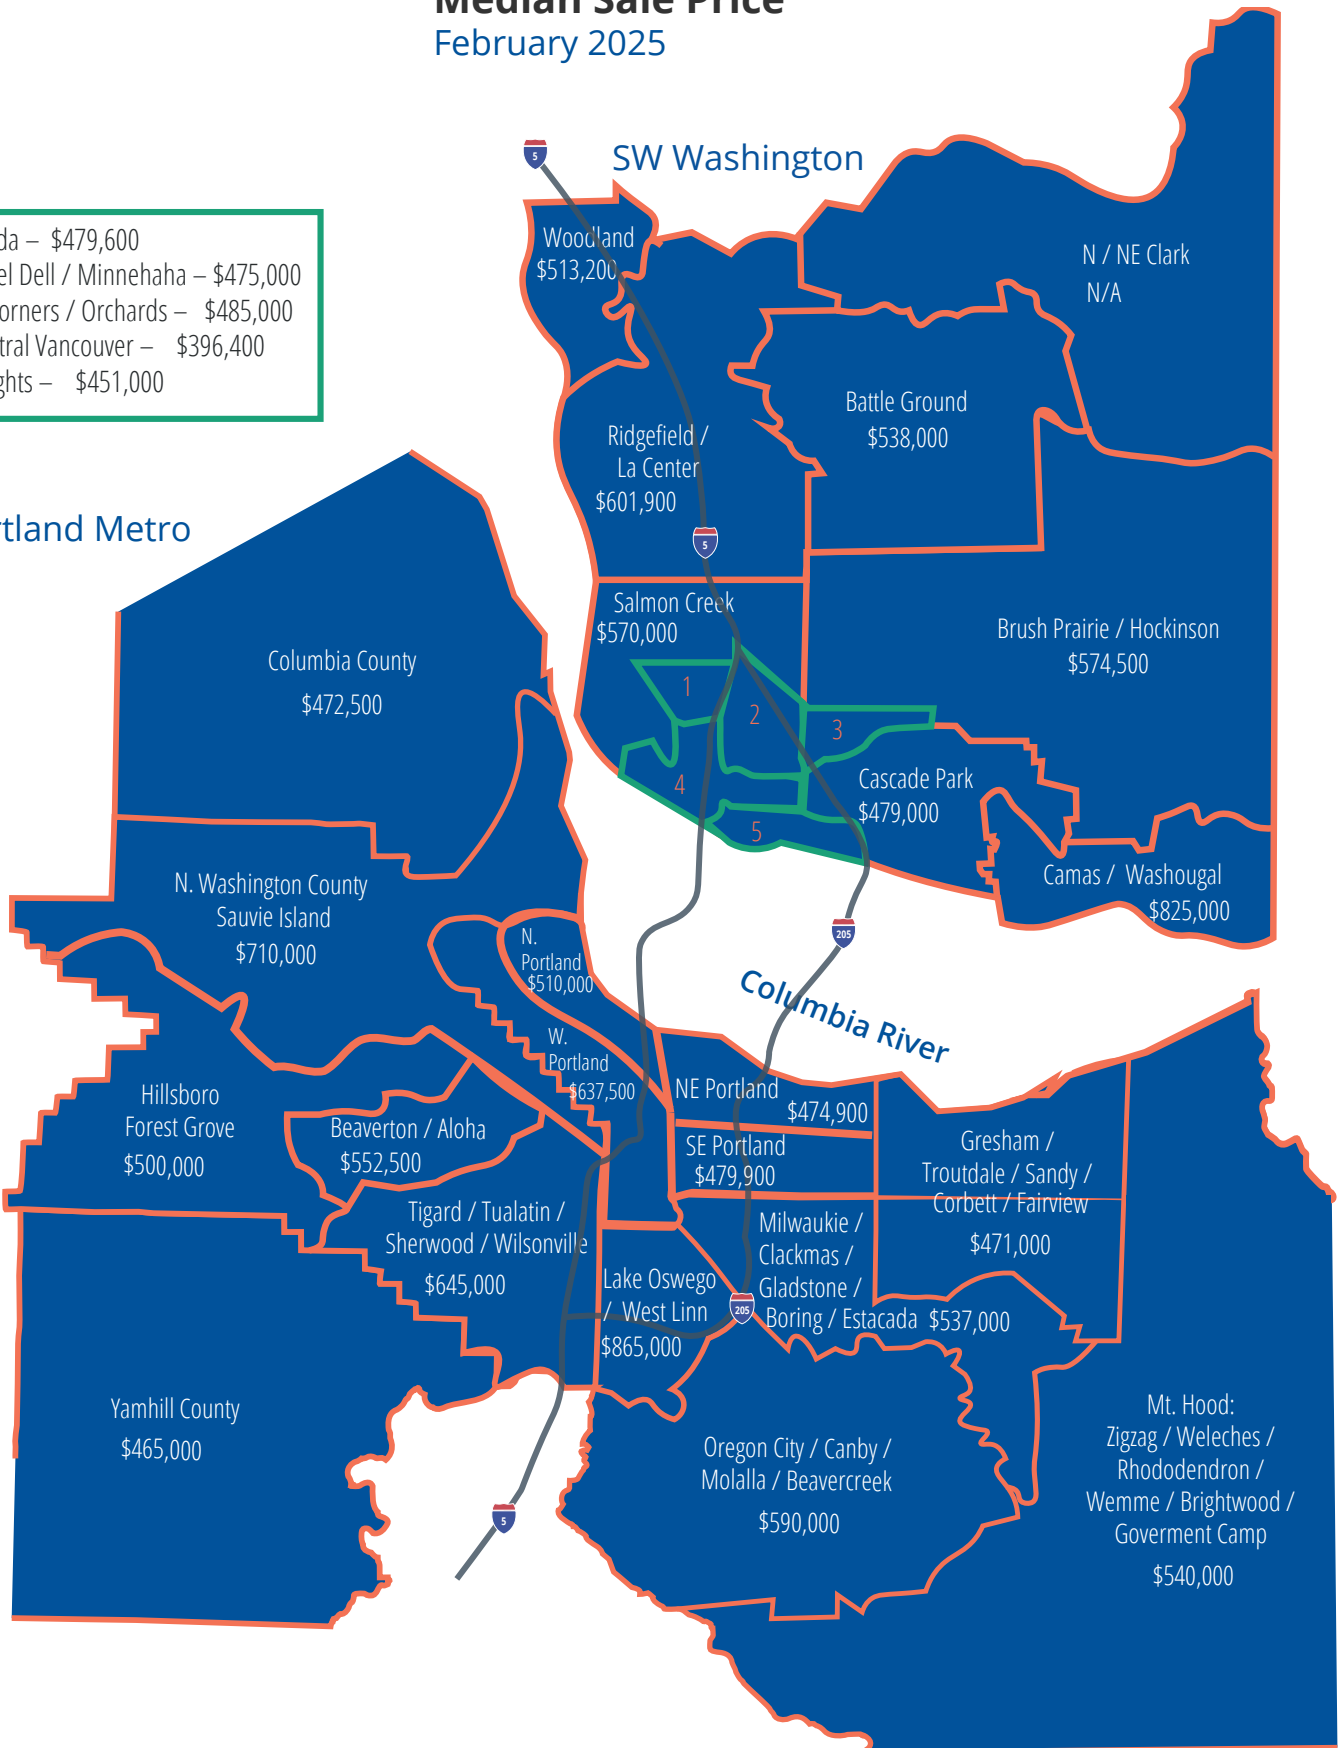 Median Sale Price
February 2025
SW Washington
da – $479,600
el Dell / Minnehaha – $475,000
orners / Orchards – $485,000
tral Vancouver – $396,400
ghts – $451,000
rtland Metro
5
Woodland
$513,200
N / NE Clark
N/A
Battle Ground
$538,000
Ridgefield /
La Center
$601,900
5
Salmon Creek
$570,000
Brush Prairie / Hockinson
$574,500
1
2
3
4
5
Cascade Park
$479,000
Camas / Washougal
$825,000
205
Columbia River
Columbia County
$472,500
N. Washington County
Sauvie Island
$710,000
N.
Portland
$510,000
W.
Portland
$637,500
NE Portland
$474,900
SE Portland
$479,900
Hillsboro
Forest Grove
$500,000
Beaverton / Aloha
$552,500
Gresham /
Troutdale / Sandy /
Corbett / Fairview
$471,000
Tigard / Tualatin /
Sherwood / Wilsonville
$645,000
Milwaukie /
Clackmas /
Gladstone /
Boring / Estacada $537,000
Lake Oswego
/ West Linn
$865,000
205
Yamhill County
$465,000
5
Oregon City / Canby /
Molalla / Beavercreek
$590,000
Mt. Hood:
Zigzag / Weleches /
Rhododendron /
Wemme / Brightwood /
Goverment Camp
$540,000